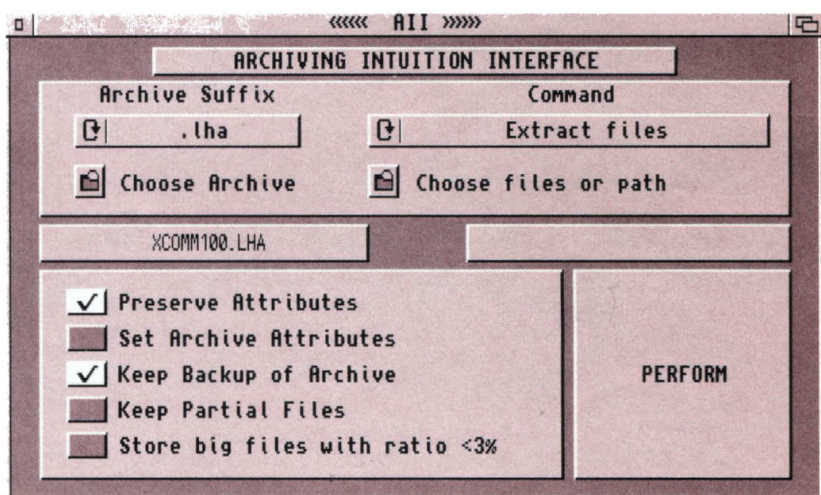 ««« AII »»»
ARCHIVING INTUITION INTERFACE
Archive Suffix
Command
.lha
Extract files
Choose Archive
Choose files or path
XCOMM100.LHA
✓ Preserve Attributes
Set Archive Attributes
✓ Keep Backup of Archive
Keep Partial Files
Store big files with ratio <3%
PERFORM